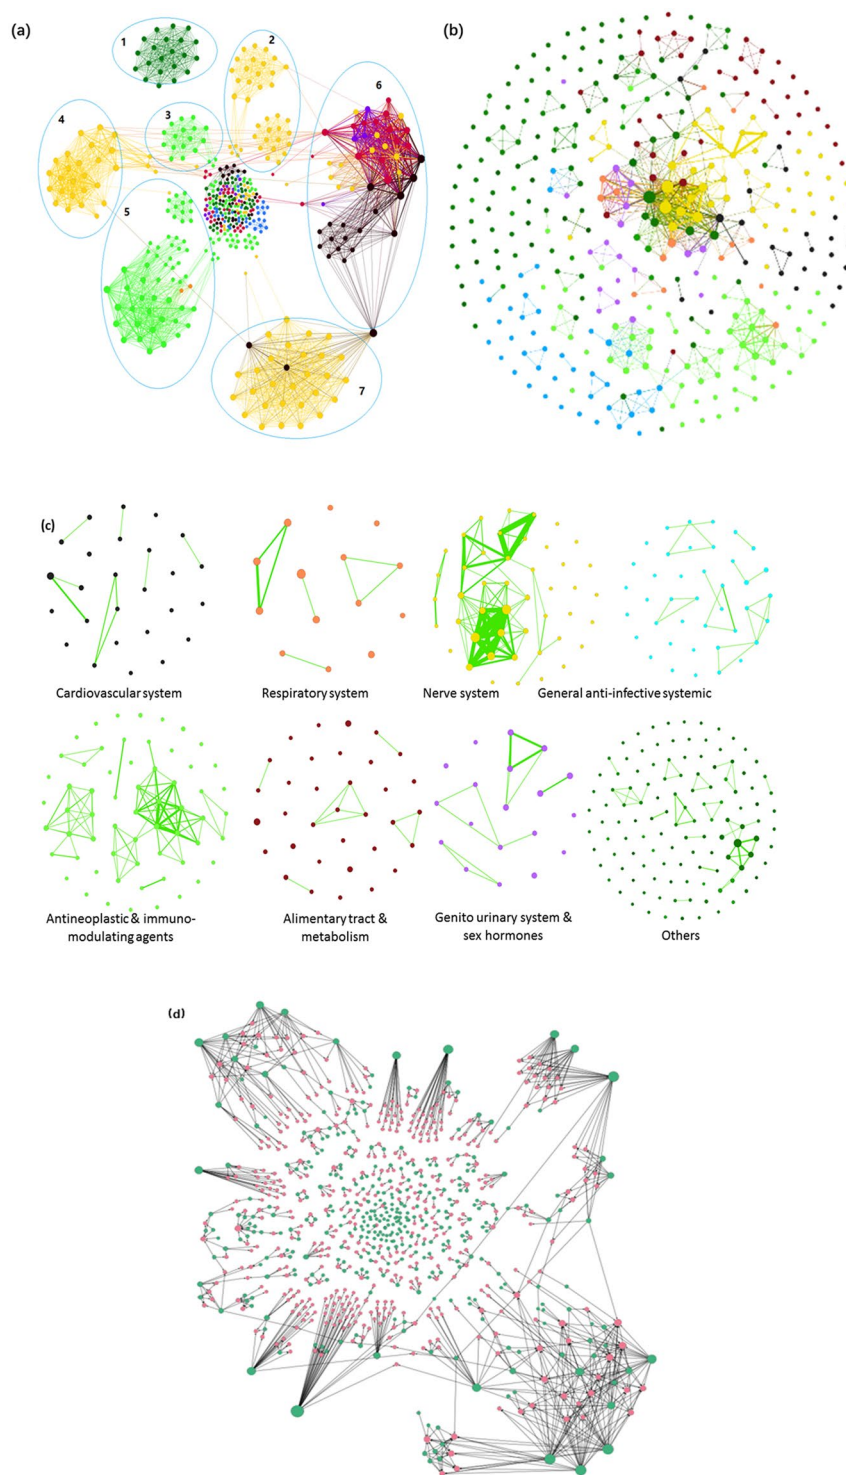 (a)
(b)
1
2
3
4
5
6
7
(c)
Cardiovascular system
Respiratory system
Nerve system
General anti-infective systemic
Antineoplastic & immuno-
modulating agents
Alimentary tract &
metabolism
Genito urinary system &
sex hormones
Others
(d)